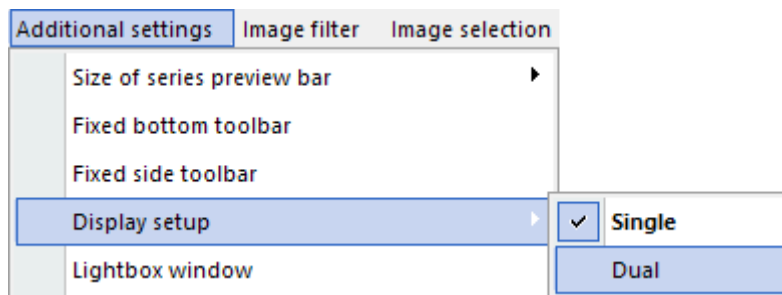 Additional settings Image filter Image selection
Size of series preview bar
Fixed bottom toolbar
Fixed side toolbar
Display setup
Single
Lightbox window
Dual